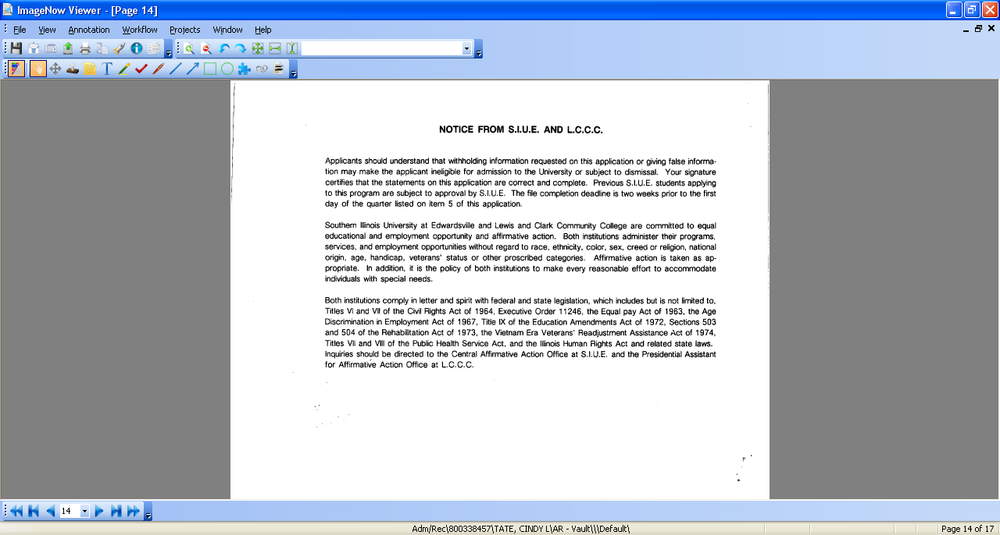 ImageNow Viewer - [Page 14]
File View Annotation Workflow Projects Window Help
NOTICE FROM S.I.U.E. AND L.C.C.C.
Applicants should understand that withholding information requested on this application or giving false informa-
tion may make the applicant ineligible for admission to the University or subject to dismissal. Your signature
certifies that the statements on this application are correct and complete. Previous S.I.U.E. students applying
to this program are subject to approval by S.I.U.E. The file completion deadline is two weeks prior to the first
day of the quarter listed on item 5 of this application.
Southern Illinois University at Edwardsville and Lewis and Clark Community College are committed to equal
educational and employment opportunity and affirmative action. Both institutions administer their programs,
services, and employment opportunities without regard to race, ethnicity, color, sex, creed or religion, national
origin, age, handicap, veterans' status or other proscribed categories. Affirmative action is taken as ap-
propriate. In addition, it is the policy of both institutions to make every reasonable effort to accommodate
individuals with special needs.
Both institutions comply in letter and spirit with federal and state legislation, which includes but is not limited to,
Titles VI and VII of the Civil Rights Act of 1964, Executive Order 11246, the Equal pay Act of 1963, the Age
Discrimination in Employment Act of 1967, Title IX of the Education Amendments Act of 1972, Sections 503
and 504 of the Rehabilitation Act of 1973, the Vietnam Era Veterans' Readjustment Assistance Act of 1974,
Titles VII and VIII of the Public Health Service Act, and the Illinois Human Rights Act and related state laws.
Inquiries should be directed to the Central Affirmative Action Office at S.I.U.E. and the Presidential Assistant
for Affirmative Action Office at L.C.C.C.
14
Adm/Rec\800338457\TATE, CINDY L\AR - Vault\\\Default\
Page 14 of 17